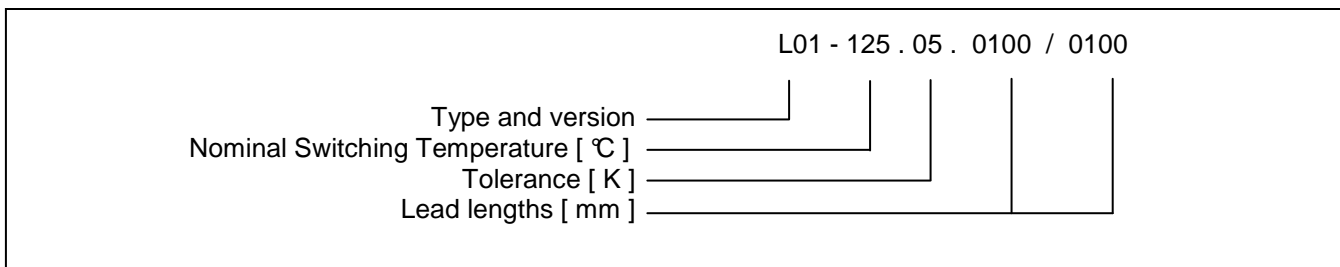 L01 - 125 . 05 . 0100 / 0100
Type and version
Nominal Switching Temperature [ °C ]
Tolerance [ K ]
Lead lengths [ mm ]